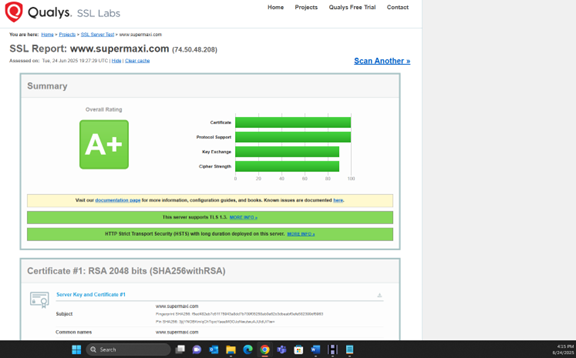 Qualys. SSL Labs
Home Projects Qualys Free Trial Contact
You are here: Home > Projects > SSL Server Test > www.supermaxi.com
SSL Report: www.supermaxi.com (74.50.48.208)
Assessed on: Tue, 24 Jun 2025 19:27:20 UTC | Hide | Clear cache
Scan Another »
Summary
Overall Rating
A+
Certificate
Protocol Support
Key Exchange
Cipher Strength
0 20 40 60 80 100
Visit our documentation page for more information, configuration guides, and books. Known issues are documented here.
This server supports TLS 1.3. MORE INFO »
HTTP Strict Transport Security (HSTS) with long duration deployed on this server. MORE INFO »
Certificate #1: RSA 2048 bits (SHA256withRSA)
Server Key and Certificate #1
Subject
www.supermaxi.com
Fingerprint SHA256:
Pin SHA256:
Common names
www.supermaxi.com
Search
4:33 PM
6/24/2025